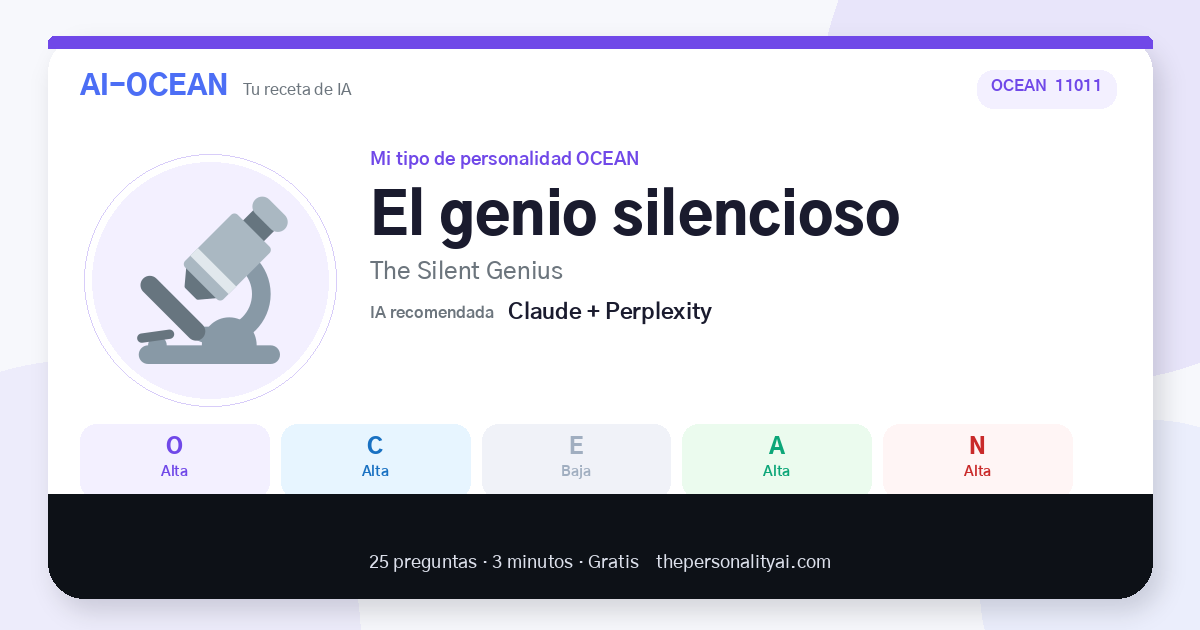 AI-OCEAN Tu receta de IA OCEAN 11011
Mi tipo de personalidad OCEAN
El genio silencioso
The Silent Genius
IA recomendada Claude + Perplexity
O C E A N
Alta Alta Baja Alta Alta
25 preguntas · 3 minutos · Gratis thepersonalityai.com